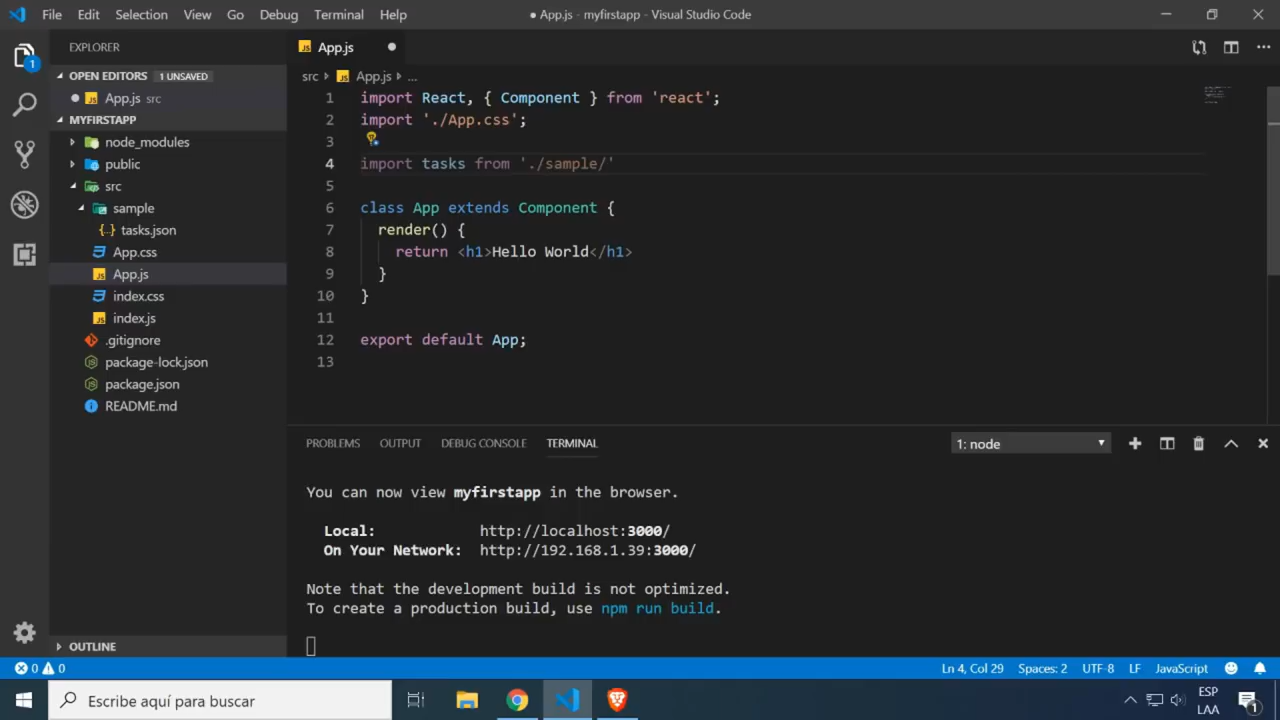 File Edit Selection View Go Debug Terminal Help
● App.js • myfirstapp - Visual Studio Code
EXPLORER
OPEN EDITORS 1 UNSAVED
App.js src
MYFIRSTAPP
node_modules
public
src
sample
tasks.json
App.css
App.js
index.css
index.js
.gitignore
package-lock.json
package.json
README.md
OUTLINE
1
App.js
src App.js ...
1 import React, { Component } from 'react';
2 import './App.css';
3
4 import tasks from './sample/'
5
6 class App extends Component {
7 render() {
8 return <h1>Hello World</h1>
9 }
10 }
11
12 export default App;
13
PROBLEMS OUTPUT DEBUG CONSOLE TERMINAL 1: node
You can now view myfirstapp in the browser.
Local: http://localhost:3000/
On Your Network: http://192.168.1.39:3000/
Note that the development build is not optimized.
To create a production build, use npm run build.
0 0 Ln 4, Col 29 Spaces: 2 UTF-8 LF JavaScript
Escribe aquí para buscar
ESP
LAA
1